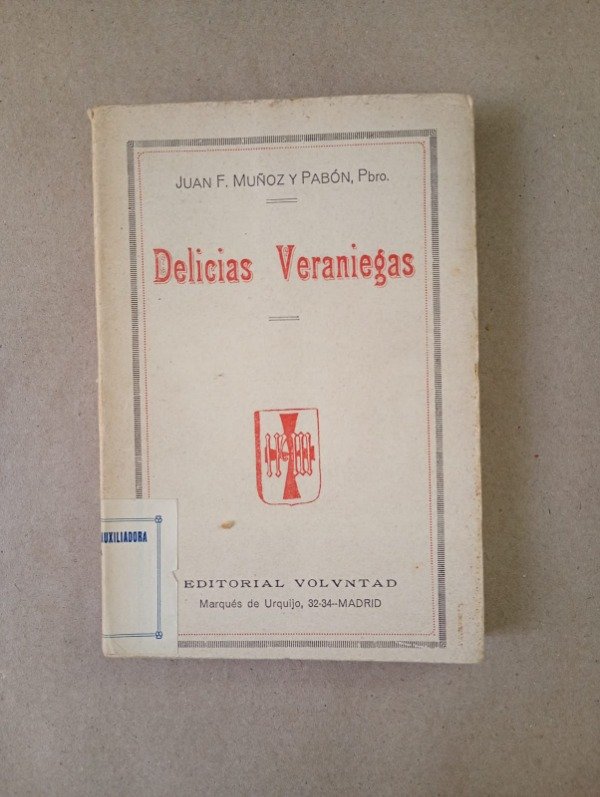 JUAN F. MUÑOZ Y PABÓN, Pbro.
Delicias Veraniegas
UXILIADORA
EDITORIAL VOLVNTAD
Marqués de Urquijo, 32-34--MADRID